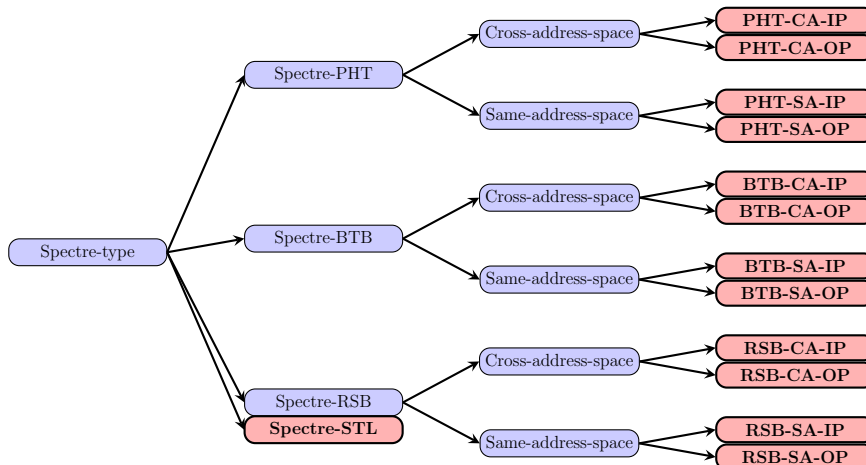 Spectre-type
Spectre-PHT
Cross-address-space
PHT-CA-IP
PHT-CA-OP
Same-address-space
PHT-SA-IP
PHT-SA-OP
Spectre-BTB
Cross-address-space
BTB-CA-IP
BTB-CA-OP
Same-address-space
BTB-SA-IP
BTB-SA-OP
Spectre-RSB
Cross-address-space
RSB-CA-IP
RSB-CA-OP
Same-address-space
RSB-SA-IP
RSB-SA-OP
Spectre-STL